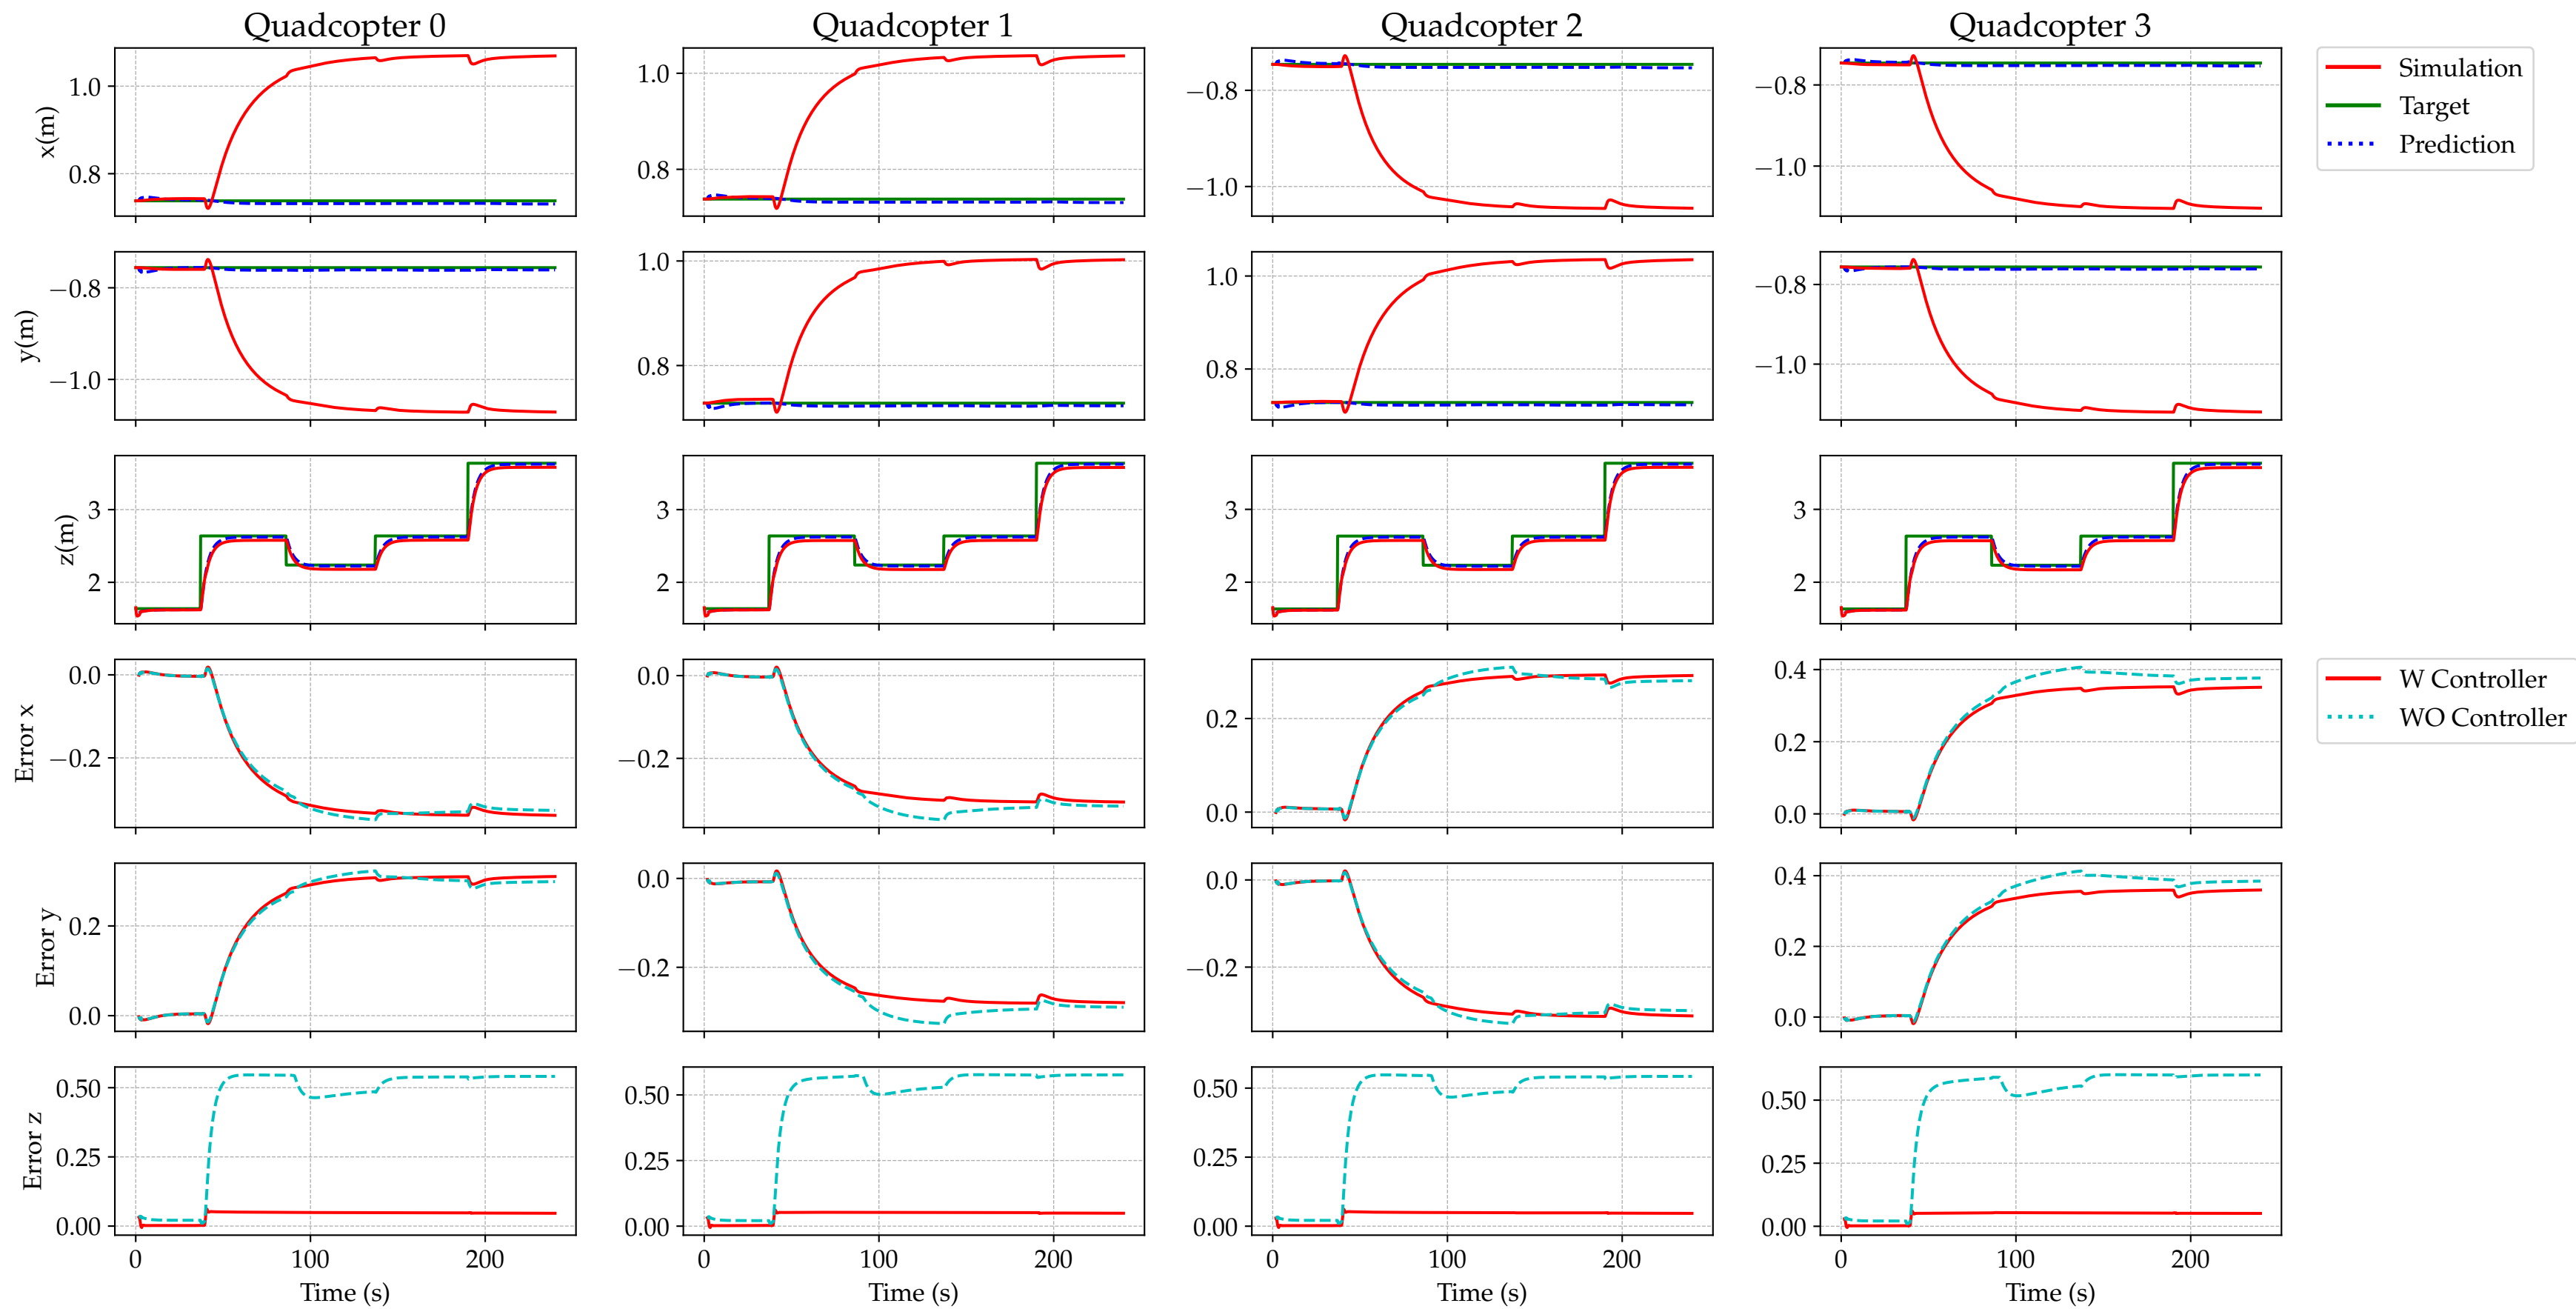 Quadcopter 0 Quadcopter 1 Quadcopter 2 Quadcopter 3
x(m) 1.0 0.8
1.0 0.8
−0.8 −1.0
−0.8 −1.0
Simulation
Target
Prediction
y(m) −0.8 −1.0
1.0 0.8
1.0 0.8
−0.8 −1.0
z(m) 3 2
3 2
3 2
3 2
Error x 0.0 −0.2
0.0 −0.2
0.2 0.0
0.4 0.2 0.0
W Controller
WO Controller
Error y 0.2 0.0
0.0 −0.2
0.0 −0.2
0.4 0.2 0.0
Error z 0.50 0.25 0.00
0.50 0.25 0.00
0.50 0.25 0.00
0.50 0.25 0.00
0 100 200 0 100 200 0 100 200 0 100 200
Time (s) Time (s) Time (s) Time (s)